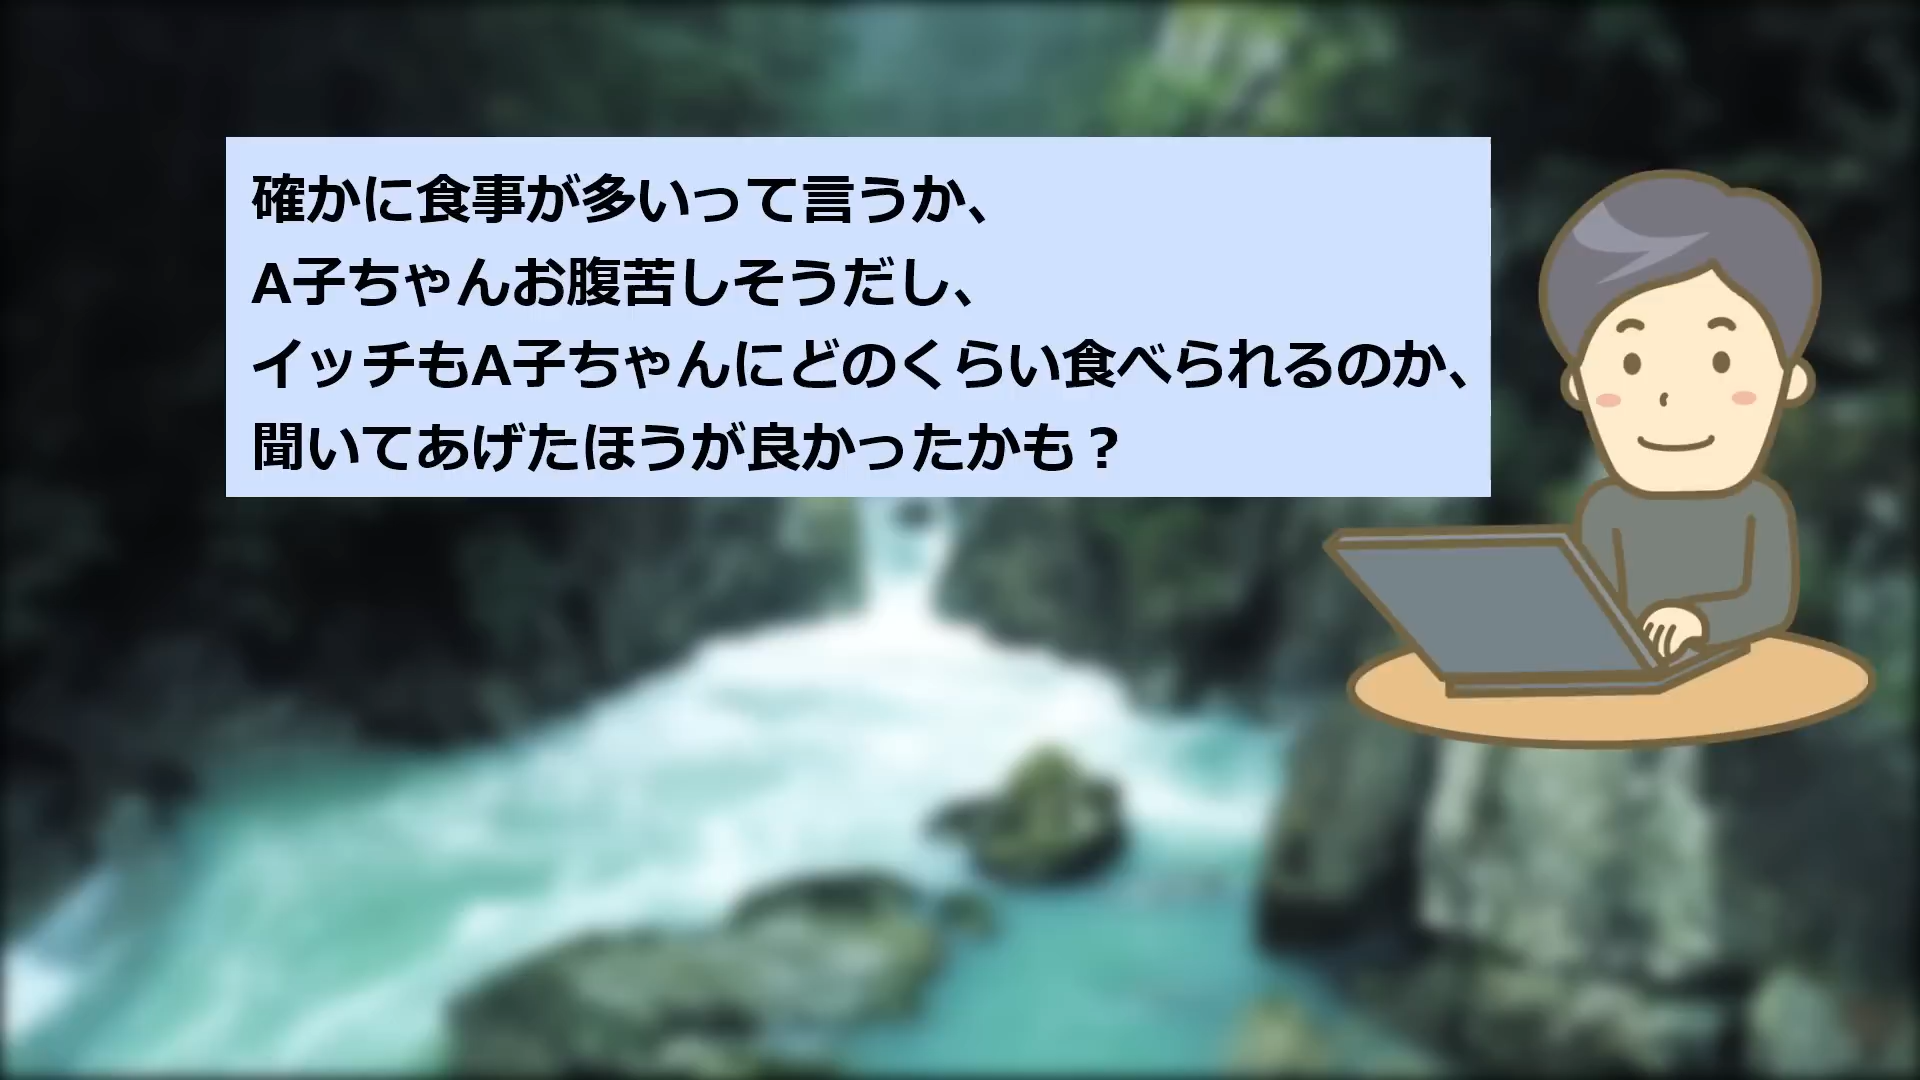 確かに食事が多いって言うか、
A子ちゃんお腹苦しそうだし、
イッチもA子ちゃんにどのくらい食べられるのか、
聞いてあげたほうが良かったかも？